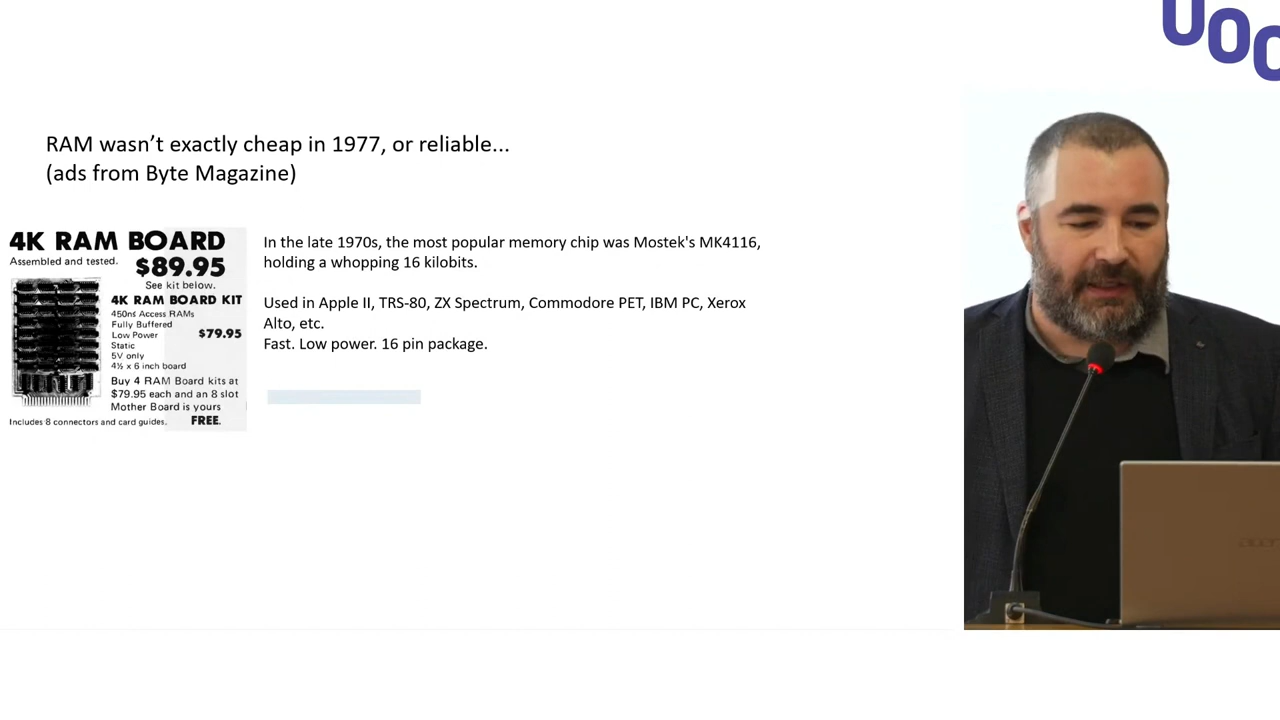 UOC
RAM wasn’t exactly cheap in 1977, or reliable...
(ads from Byte Magazine)
4K RAM BOARD
Assembled and tested.
$89.95
See kit below.
4K RAM BOARD KIT
450ns Access RAMs
Fully Buffered
Low Power
$79.95
Static
5V only
4½ x 6 inch board
Buy 4 RAM Board kits at
$79.95 each and an 8 slot
Mother Board is yours
Includes 8 connectors and card guides. FREE.
In the late 1970s, the most popular memory chip was Mostek's MK4116,
holding a whopping 16 kilobits.
Used in Apple II, TRS-80, ZX Spectrum, Commodore PET, IBM PC, Xerox
Alto, etc.
Fast. Low power. 16 pin package.